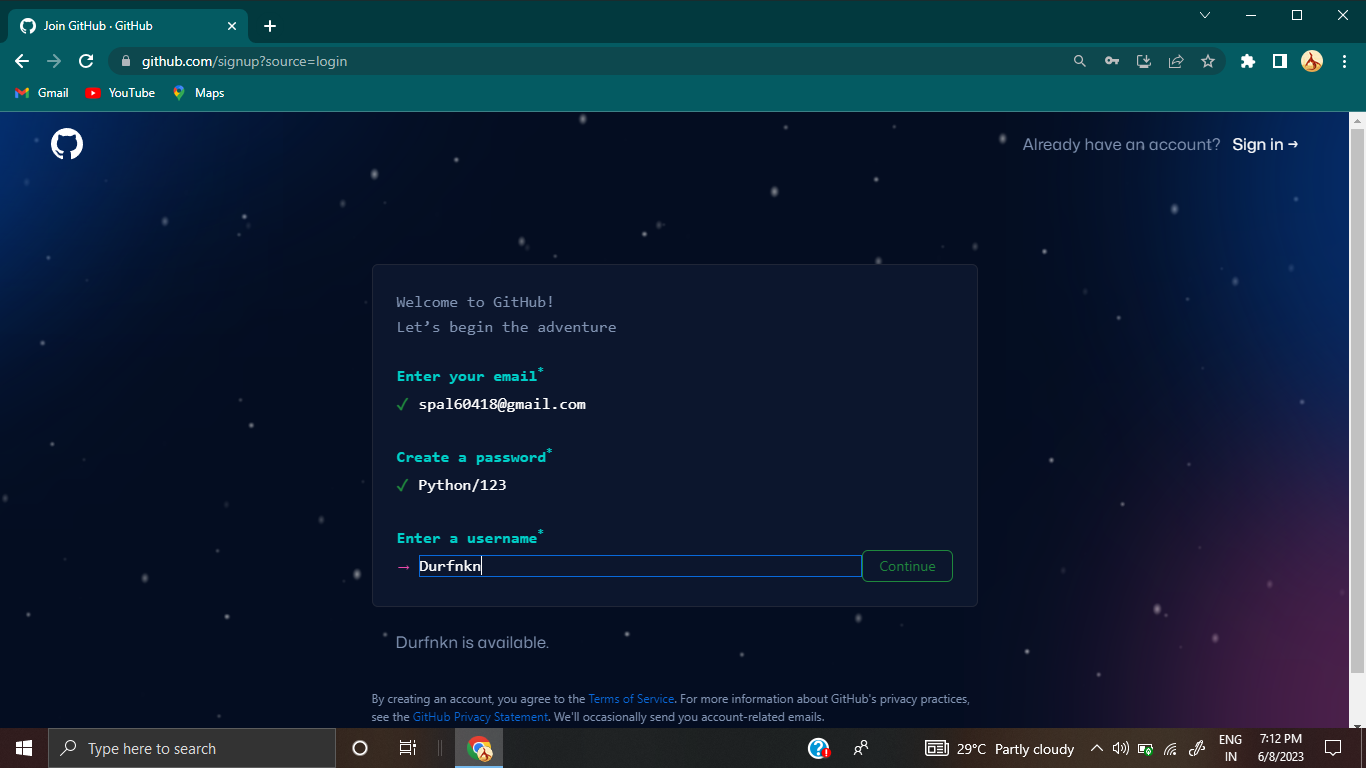 Join GitHub · GitHub
github.com/signup?source=login
Gmail YouTube Maps
Already have an account? Sign in →
Welcome to GitHub!
Let’s begin the adventure
Enter your email*
✓ spal60418@gmail.com
Create a password*
✓ Python/123
Enter a username*
→ Durfnkn Continue
Durfnkn is available.
By creating an account, you agree to the Terms of Service. For more information about GitHub's privacy practices,
see the GitHub Privacy Statement. We'll occasionally send you account-related emails.
Type here to search
29°C Partly cloudy
ENG
IN
7:12 PM
6/8/2023